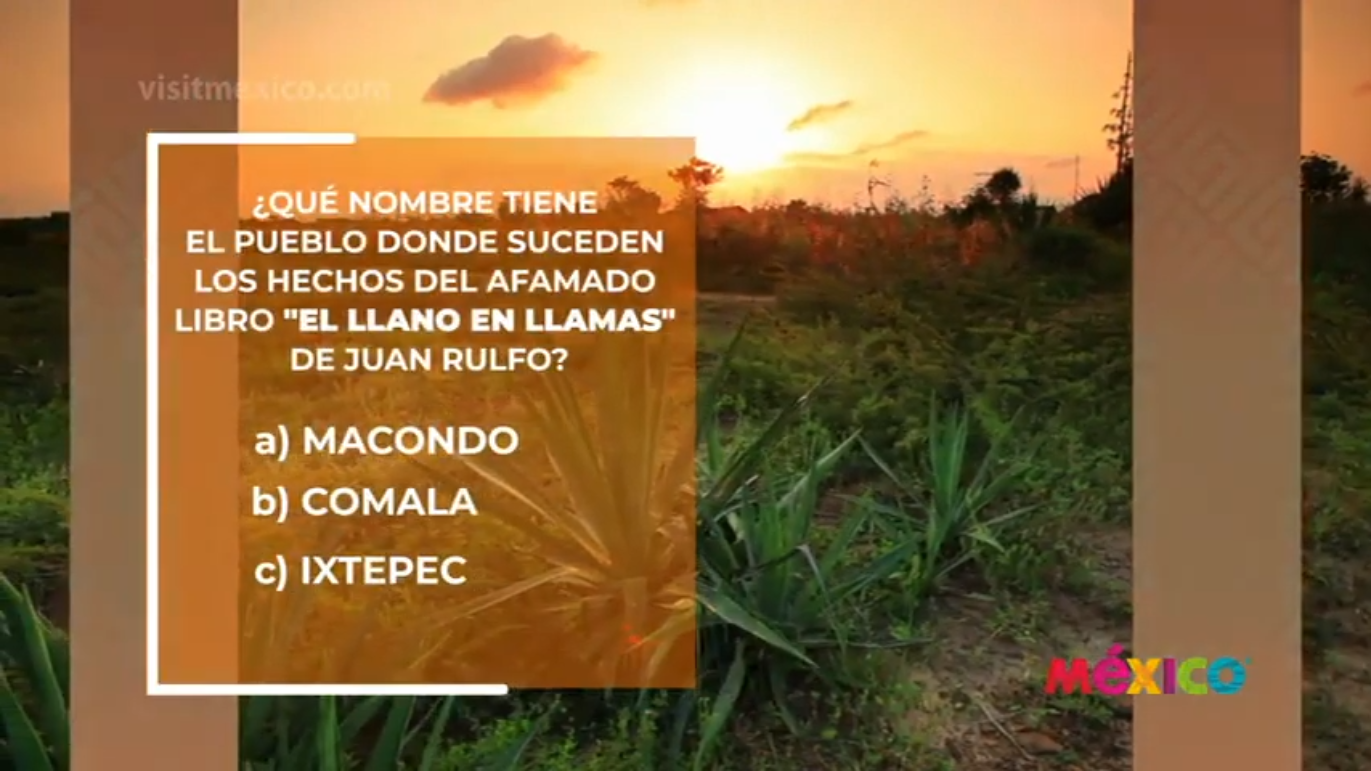 visitmexico.com
¿QUÉ NOMBRE TIENE
EL PUEBLO DONDE SUCEDEN
LOS HECHOS DEL AFAMADO
LIBRO "EL LLANO EN LLAMAS"
DE JUAN RULFO?
a) MACONDO
b) COMALA
c) IXTEPEC
MÉXICO